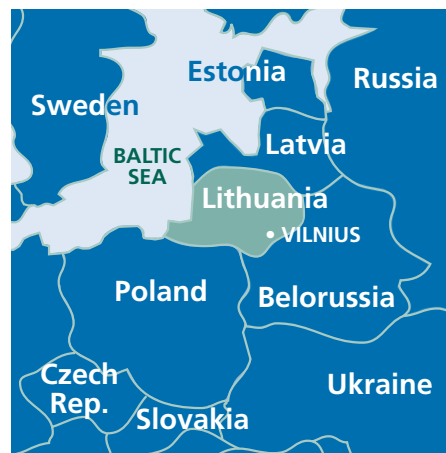 Estonia
Russia
Sweden
Latvia
BALTIC
SEA
Lithuania
• VILNIUS
Poland
Belorussia
Czech
Rep.
Ukraine
Slovakia